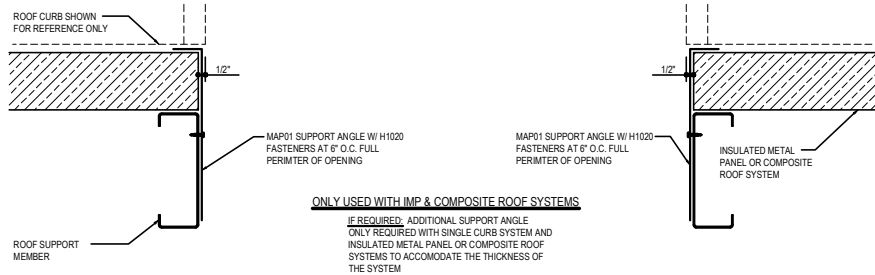 ROOF CURB SHOWN
FOR REFERENCE ONLY
1/2"
1/2"
MAP01 SUPPORT ANGLE W/ H1020
FASTENERS AT 6" O.C. FULL
PERIMTER OF OPENING
MAP01 SUPPORT ANGLE W/ H1020
FASTENERS AT 6" O.C. FULL
PERIMTER OF OPENING
INSULATED METAL
PANEL OR COMPOSITE
ROOF SYSTEM
ONLY USED WITH IMP & COMPOSITE ROOF SYSTEMS
IF REQUIRED: ADDITIONAL SUPPORT ANGLE
ONLY REQUIRED WITH SINGLE CURB SYSTEM AND
INSULATED METAL PANEL OR COMPOSITE ROOF
SYSTEMS TO ACCOMODATE THE THICKNESS OF
THE SYSTEM
ROOF SUPPORT
MEMBER